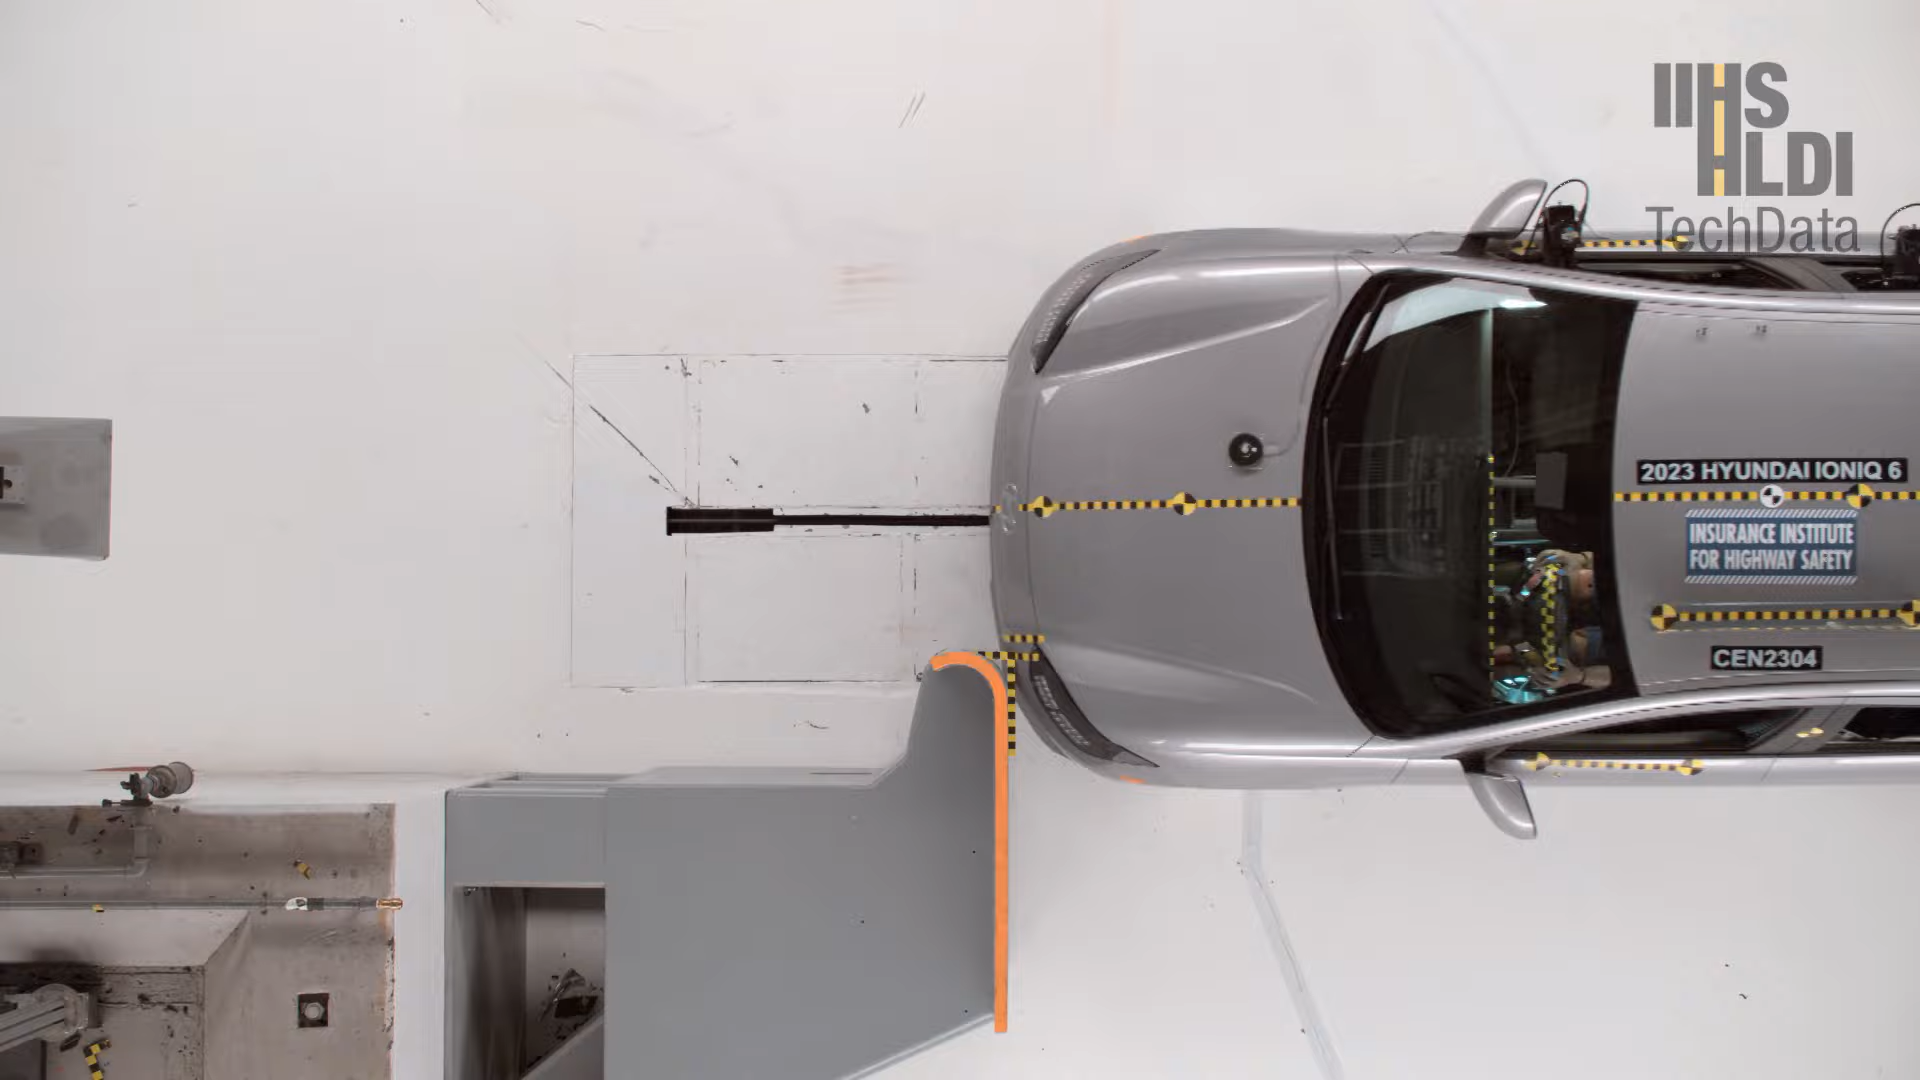 IIHS
HLDI
TechData
2023 HYUNDAI IONIQ 6
INSURANCE INSTITUTE
FOR HIGHWAY SAFETY
CEN2304